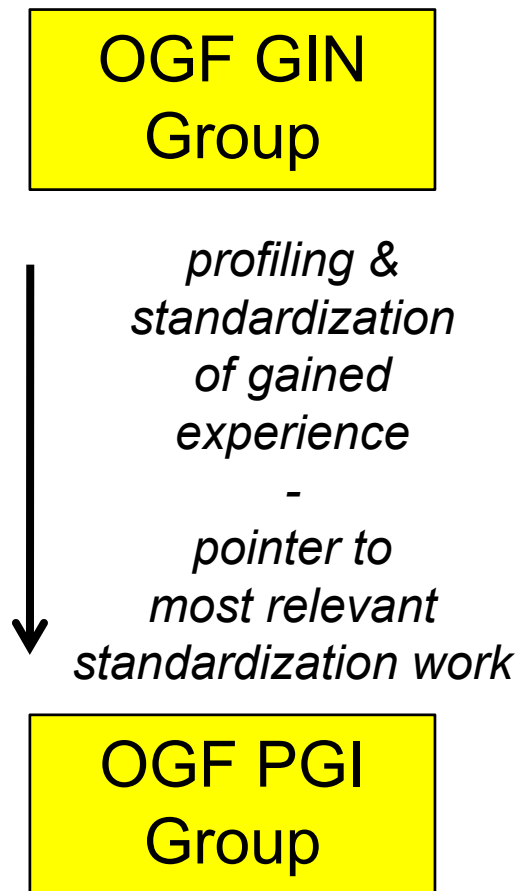 OGF GIN
Group
profiling &
standardization
of gained
experience
-
pointer to
most relevant
standardization work
OGF PGI
Group